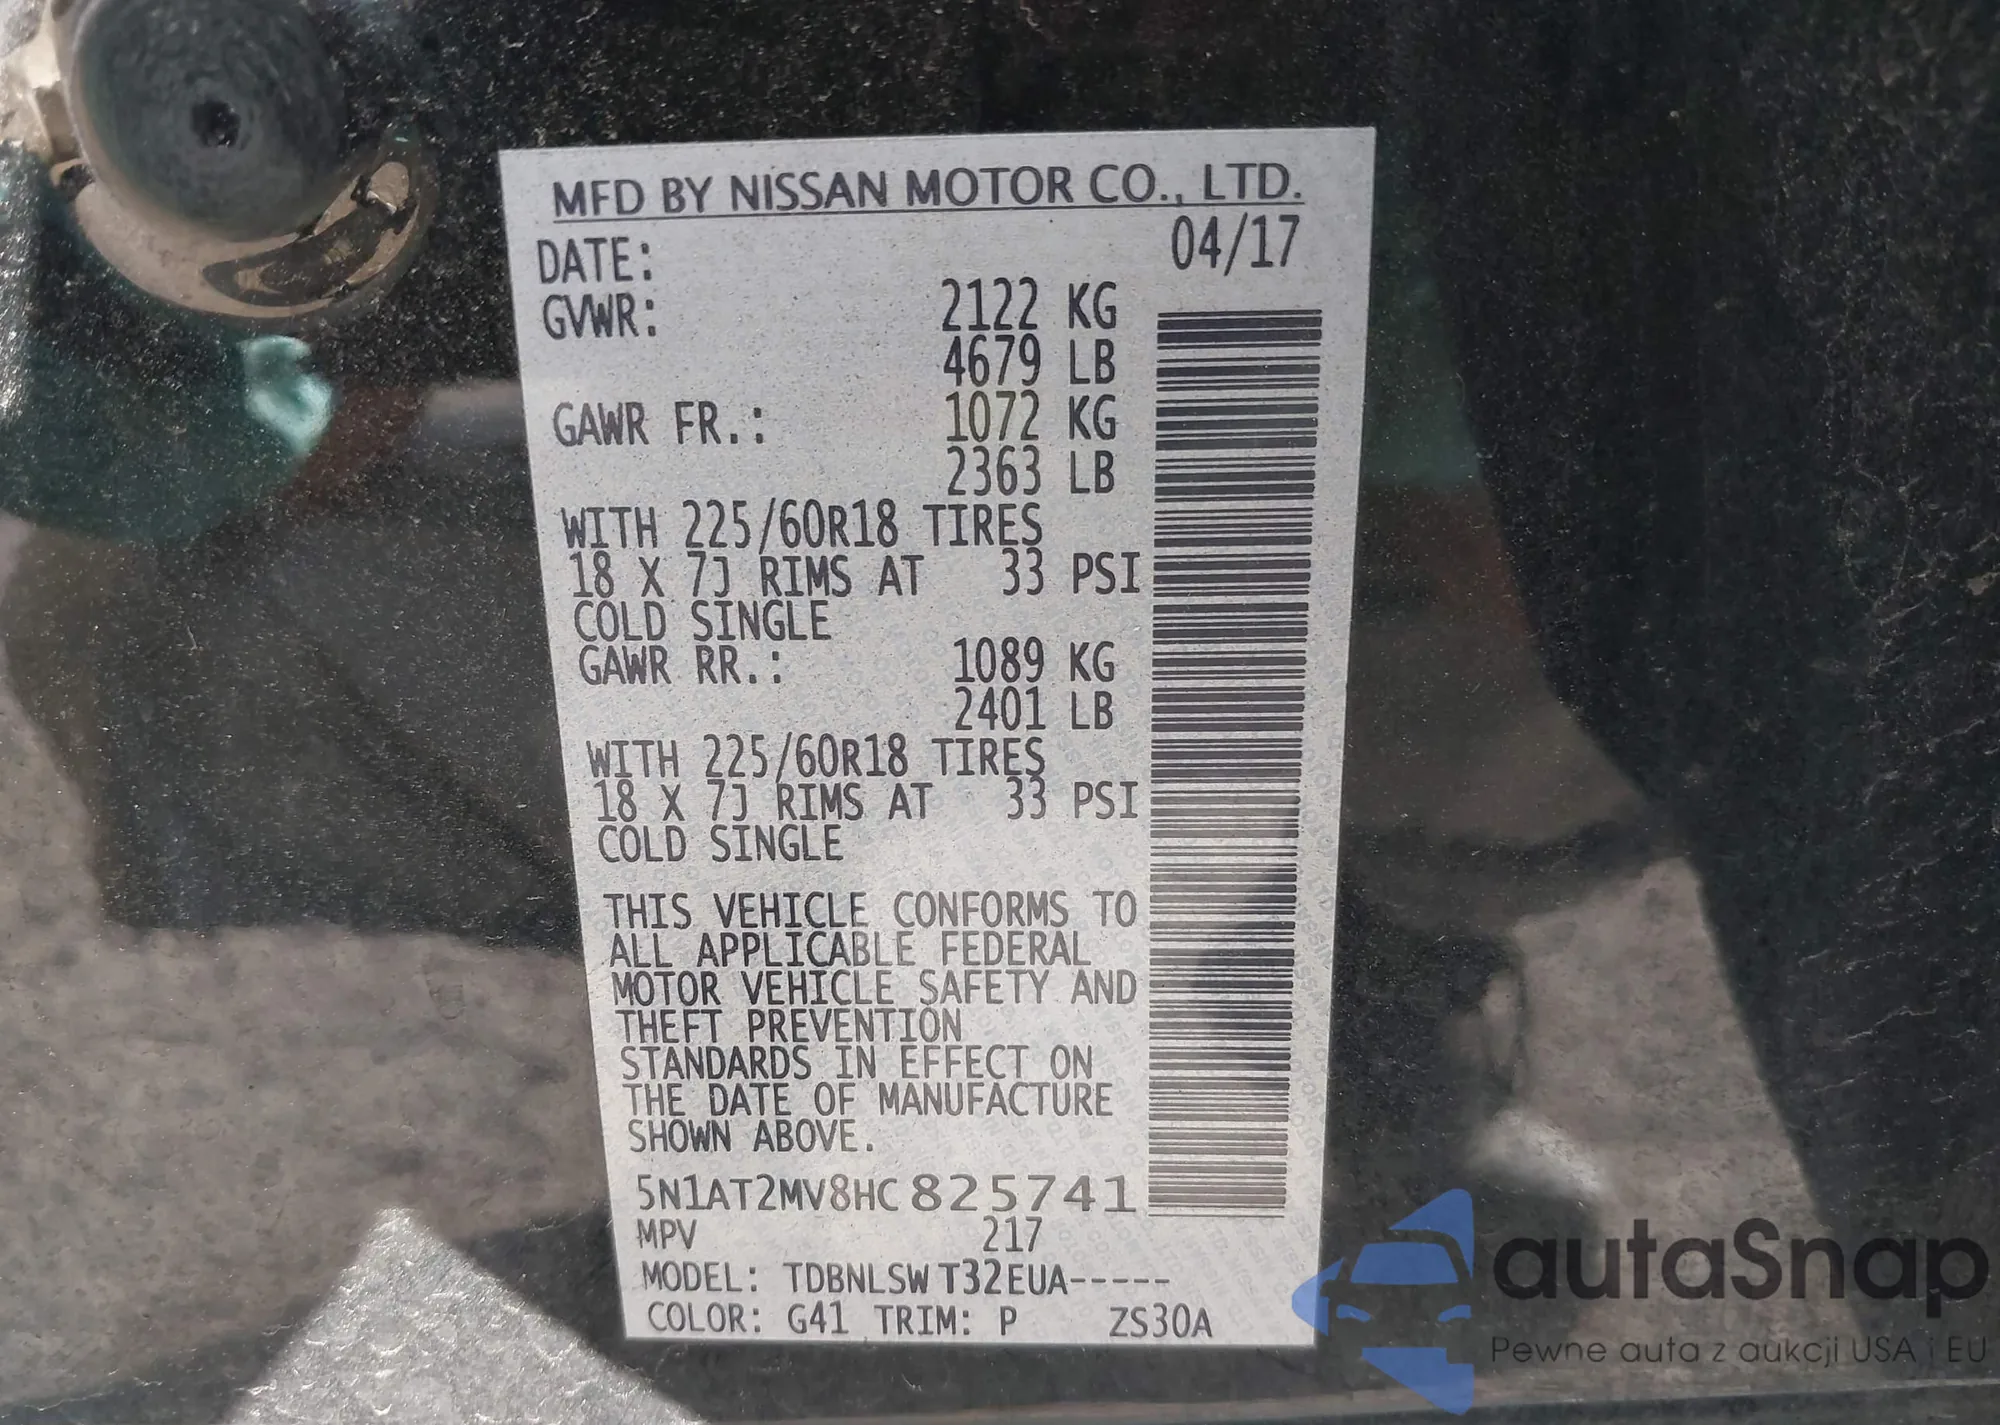 MFD BY NISSAN MOTOR CO., LTD.
DATE: 04/17
GVWR: 2122 KG
4679 LB
GAWR FR.: 1072 KG
2363 LB
WITH 225/60R18 TIRES
18 X 7J RIMS AT 33 PSI
COLD SINGLE
GAWR RR.: 1089 KG
2401 LB
WITH 225/60R18 TIRES
18 X 7J RIMS AT 33 PSI
COLD SINGLE
THIS VEHICLE CONFORMS TO
ALL APPLICABLE FEDERAL
MOTOR VEHICLE SAFETY AND
THEFT PREVENTION
STANDARDS IN EFFECT ON
THE DATE OF MANUFACTURE
SHOWN ABOVE.
5N1AT2MV8HC825741
MPV 217
MODEL: TDBNLSW T32EUA-----
COLOR: G41 TRIM: P ZS30A
autaSnap
Pewne auta z aukcji USA i EU